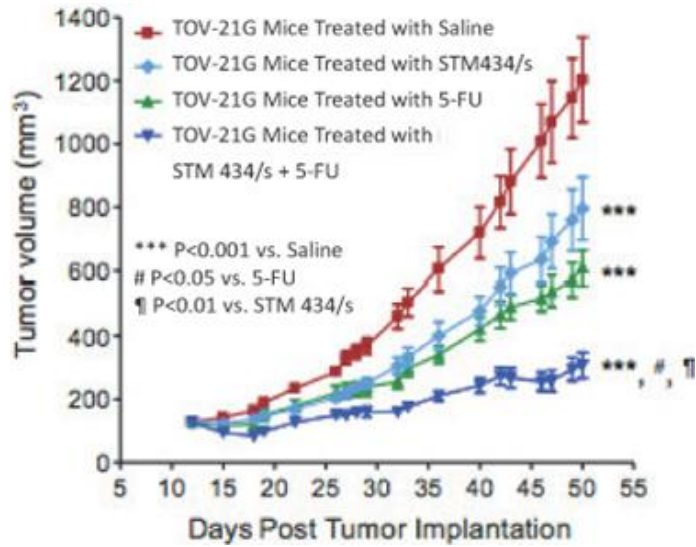 1400
1200
1000
800
600
400
200
0
Tumor volume (mm³)
TOV-21G Mice Treated with Saline
TOV-21G Mice Treated with STM434/s
TOV-21G Mice Treated with 5-FU
TOV-21G Mice Treated with
STM 434/s + 5-FU
*** P<0.001 vs. Saline
# P<0.05 vs. 5-FU
¶ P<0.01 vs. STM 434/s
***
***
***, #, ¶
5 10 15 20 25 30 35 40 45 50 55
Days Post Tumor Implantation